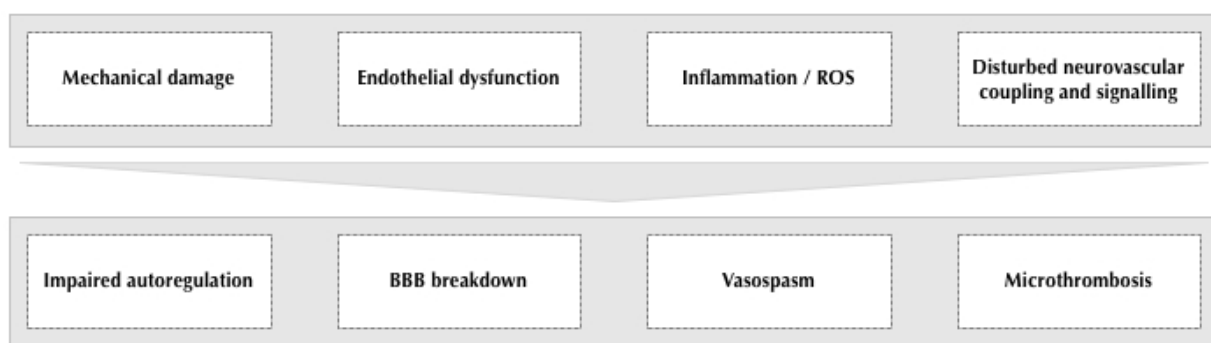 Mechanical damage
Endothelial dysfunction
Inflammation / ROS
Disturbed neurovascular
coupling and signalling
Impaired autoregulation
BBB breakdown
Vasospasm
Microthrombosis